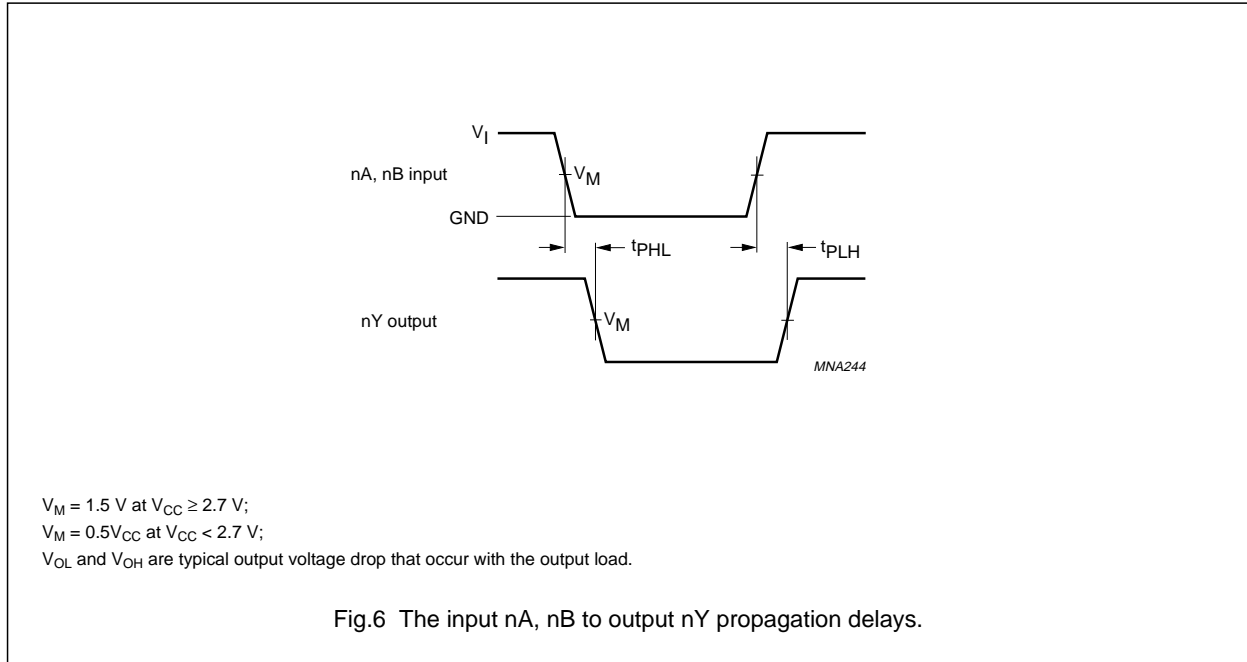 V_I
nA, nB input
V_M
GND
t_PHL
t_PLH
nY output
V_M
MNA244
V_M = 1.5 V at V_CC ≥ 2.7 V;
V_M = 0.5V_CC at V_CC < 2.7 V;
V_OL and V_OH are typical output voltage drop that occur with the output load.
Fig.6 The input nA, nB to output nY propagation delays.